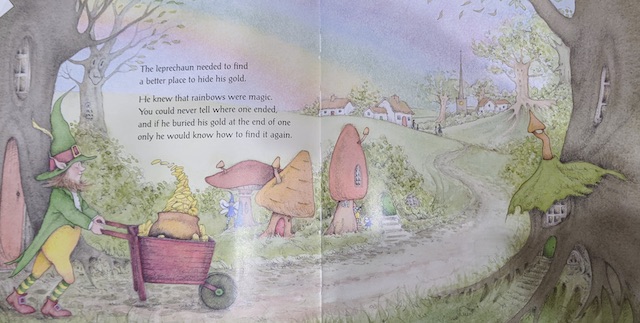 The leprechaun needed to find
a better place to hide his gold.
He knew that rainbows were magic.
You could never tell where one ended,
and if he buried his gold at the end of one
only he would know how to find it again.